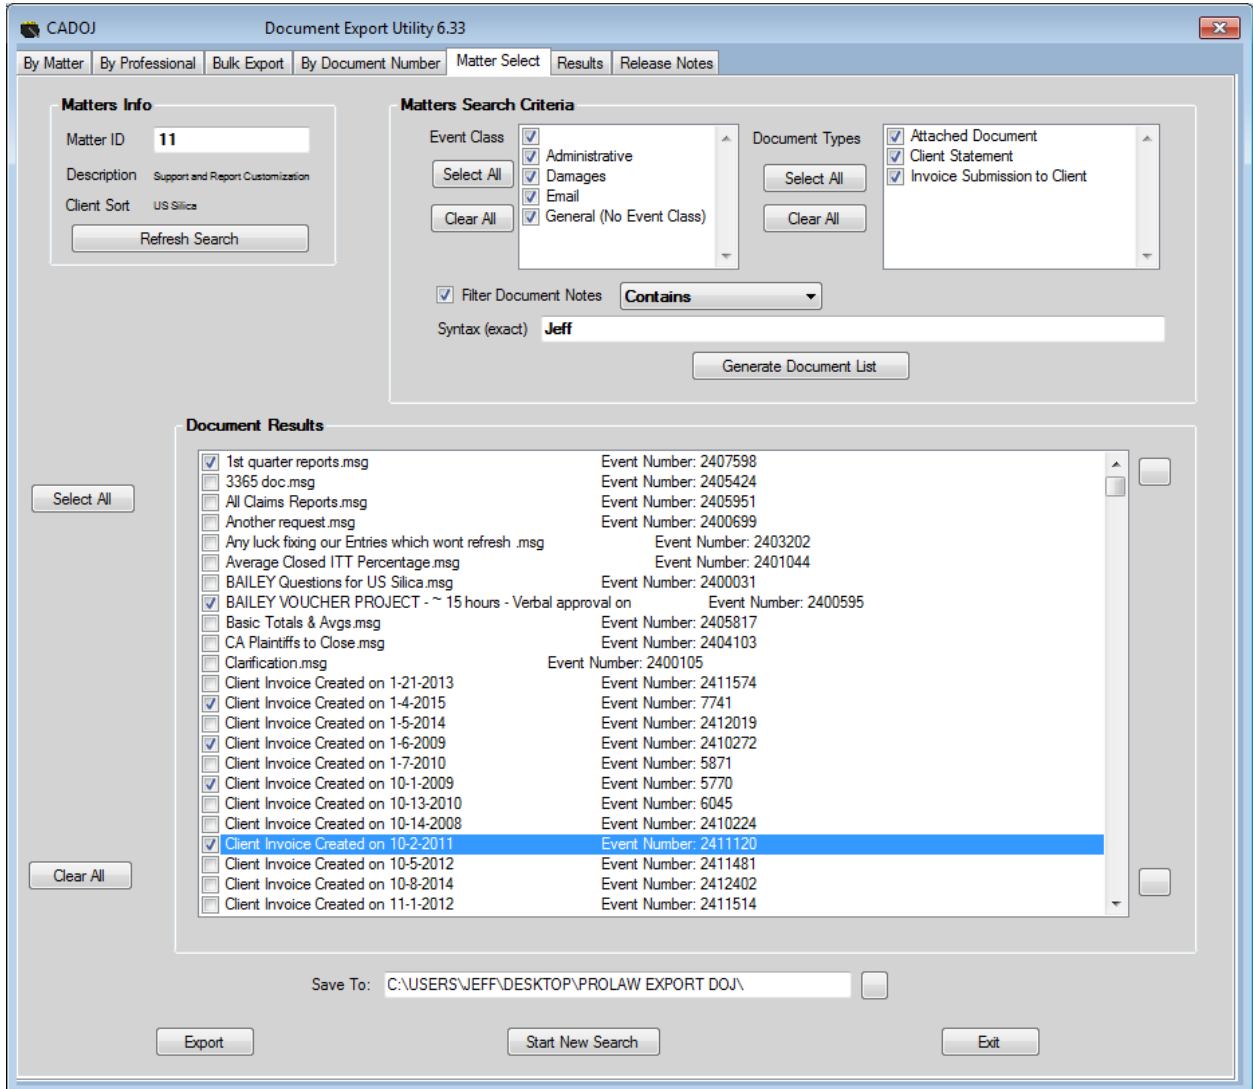 CADOJ Document Export Utility 6.33
By Matter By Professional Bulk Export By Document Number Matter Select Results Release Notes
Matters Info
Matter ID 11
Description Support and Report Customization
Client Sort US Silica
Refresh Search
Matters Search Criteria
Event Class
Select All
Clear All
Administrative
Damages
Email
General (No Event Class)
Document Types
Select All
Clear All
Attached Document
Client Statement
Invoice Submission to Client
Filter Document Notes Contains
Syntax (exact) Jeff
Generate Document List
Document Results
Select All
Clear All
1st quarter reports.msg Event Number: 2407598
3365 doc.msg Event Number: 2405424
All Claims Reports.msg Event Number: 2405951
Another request.msg Event Number: 2400699
Any luck fixing our Entries which wont refresh .msg Event Number: 2403202
Average Closed ITT Percentage.msg Event Number: 2401044
BAILEY Questions for US Silica.msg Event Number: 2400031
BAILEY VOUCHER PROJECT - ~ 15 hours - Verbal approval on Event Number: 2400595
Basic Totals & Avgs.msg Event Number: 2405817
CA Plaintiffs to Close.msg Event Number: 2404103
Clarification.msg Event Number: 2400105
Client Invoice Created on 1-21-2013 Event Number: 2411574
Client Invoice Created on 1-4-2015 Event Number: 7741
Client Invoice Created on 1-5-2014 Event Number: 2412019
Client Invoice Created on 1-6-2009 Event Number: 2410272
Client Invoice Created on 1-7-2010 Event Number: 5871
Client Invoice Created on 10-1-2009 Event Number: 5770
Client Invoice Created on 10-13-2010 Event Number: 6045
Client Invoice Created on 10-14-2008 Event Number: 2410224
Client Invoice Created on 10-2-2011 Event Number: 2411120
Client Invoice Created on 10-5-2012 Event Number: 2411481
Client Invoice Created on 10-8-2014 Event Number: 2412402
Client Invoice Created on 11-1-2012 Event Number: 2411514
Save To: C:\USERS\JEFF\DESKTOP\PROLAW EXPORT DOJ\
Export Start New Search Exit